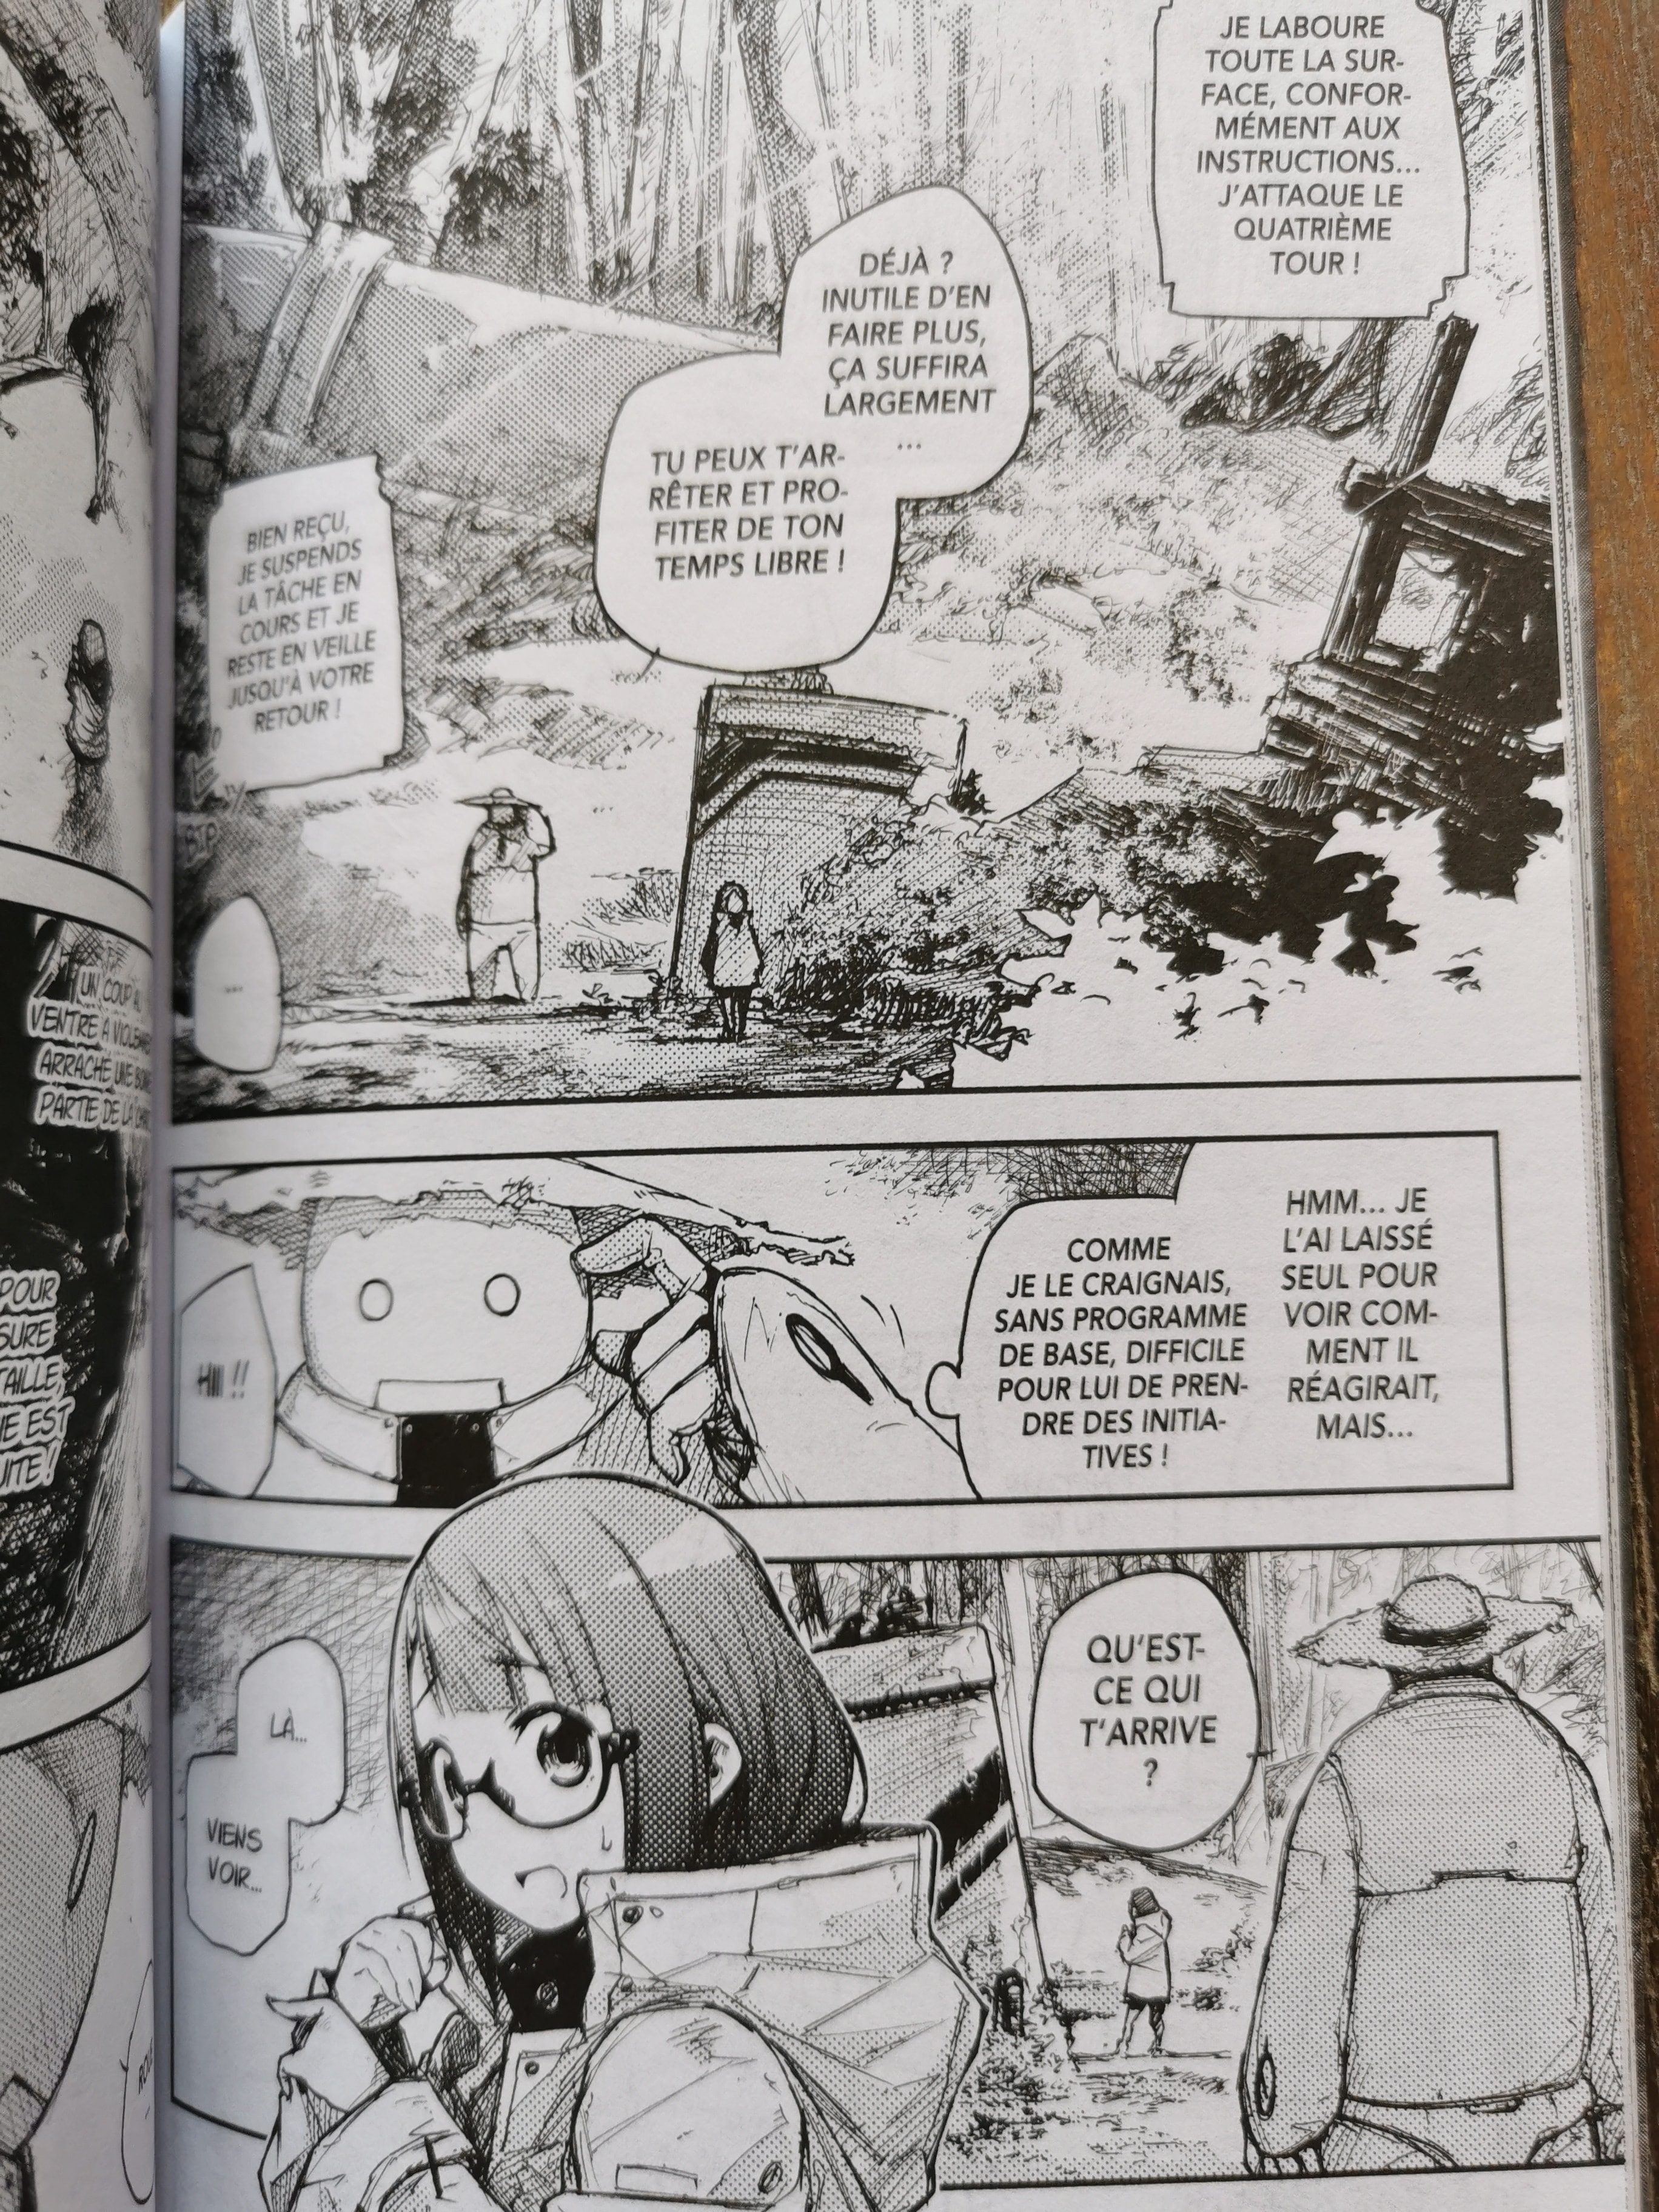 JE LABOURE
TOUTE LA SUR-
FACE, CONFOR-
MÉMENT AUX
INSTRUCTIONS...
J'ATTAQUE LE
QUATRIÈME
TOUR !
DÉJÀ ?
INUTILE D'EN
FAIRE PLUS,
ÇA SUFFIRA
LARGEMENT
...
TU PEUX T'AR-
RÊTER ET PRO-
FITER DE TON
TEMPS LIBRE !
BIEN REÇU,
JE SUSPENDS
LA TÂCHE EN
COURS ET JE
RESTE EN VEILLE
JUSQU'À VOTRE
RETOUR !
BIP
...
HMM... JE
L'AI LAISSÉ
SEUL POUR
VOIR COM-
MENT IL
RÉAGIRAIT,
MAIS...
COMME
JE LE CRAIGNAIS,
SANS PROGRAMME
DE BASE, DIFFICILE
POUR LUI DE PREN-
DRE DES INITIA-
TIVES !
HII !!
QU'EST-
CE QUI
T'ARRIVE
?
LÀ...
VIENS
VOIR...
UN COUP
VENTRE A
ARRACHÉ UNE
PARTIE DE LA
POUR